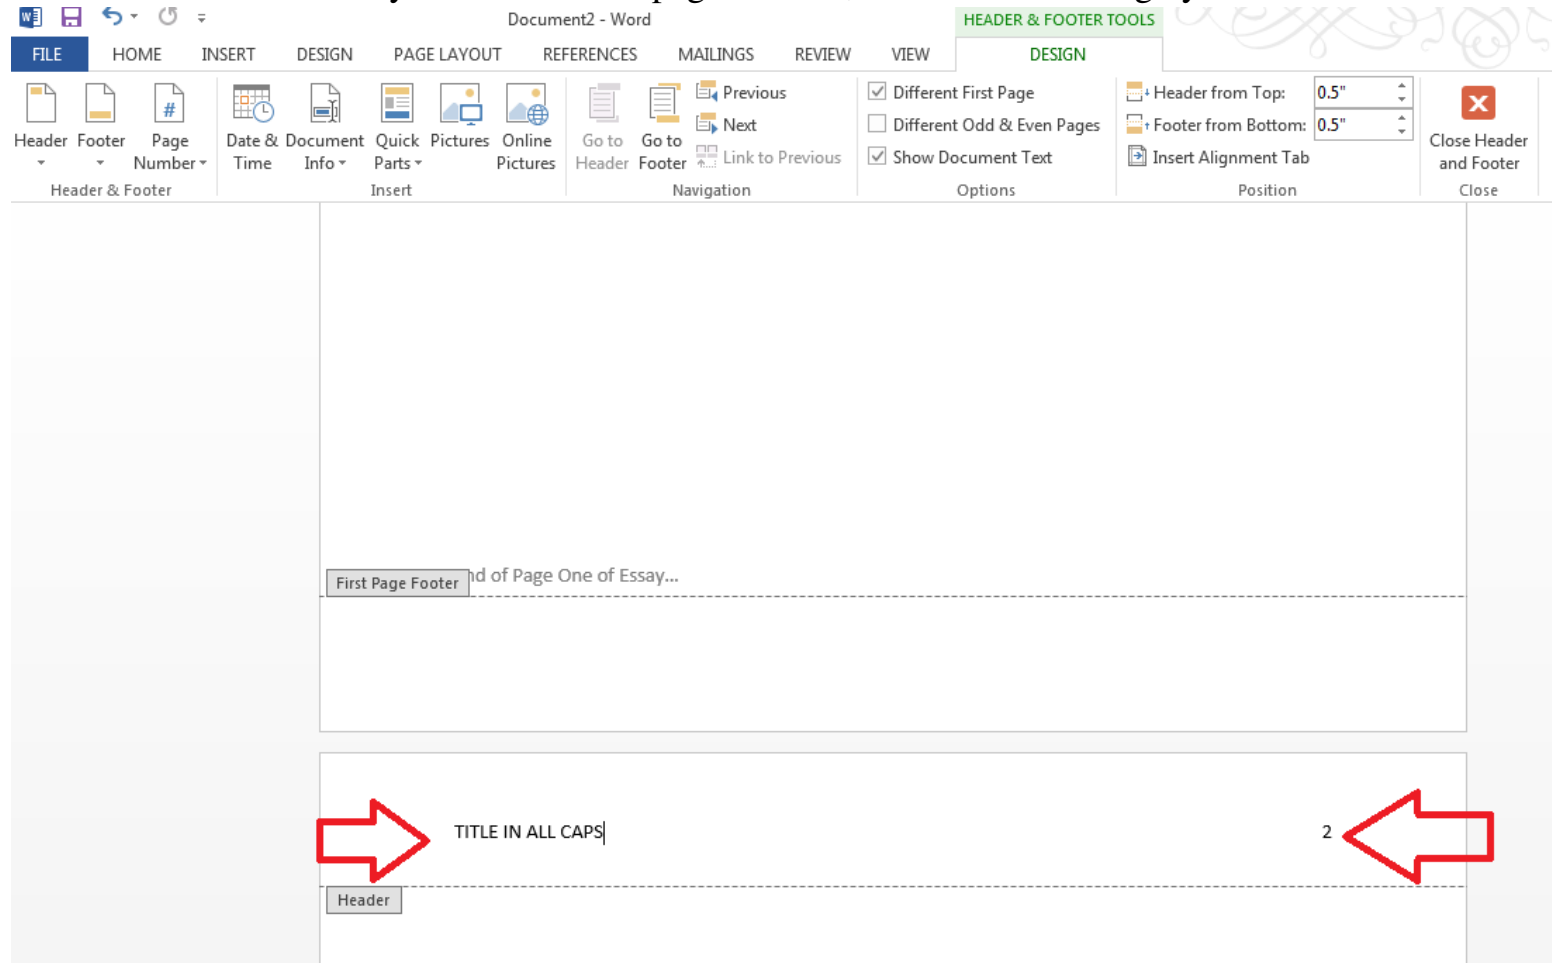 Document2 - Word
HEADER & FOOTER TOOLS
FILE HOME INSERT DESIGN PAGE LAYOUT REFERENCES MAILINGS REVIEW VIEW DESIGN
Header Footer Page Number
Header & Footer
Date & Time Document Info Quick Parts Pictures Online Pictures
Insert
Go to Header Go to Footer
Previous
Next
Link to Previous
Navigation
Different First Page
Different Odd & Even Pages
Show Document Text
Options
Header from Top: 0.5"
Footer from Bottom: 0.5"
Insert Alignment Tab
Position
Close Header and Footer
Close
First Page Footer
of Page One of Essay...
TITLE IN ALL CAPS 2
Header